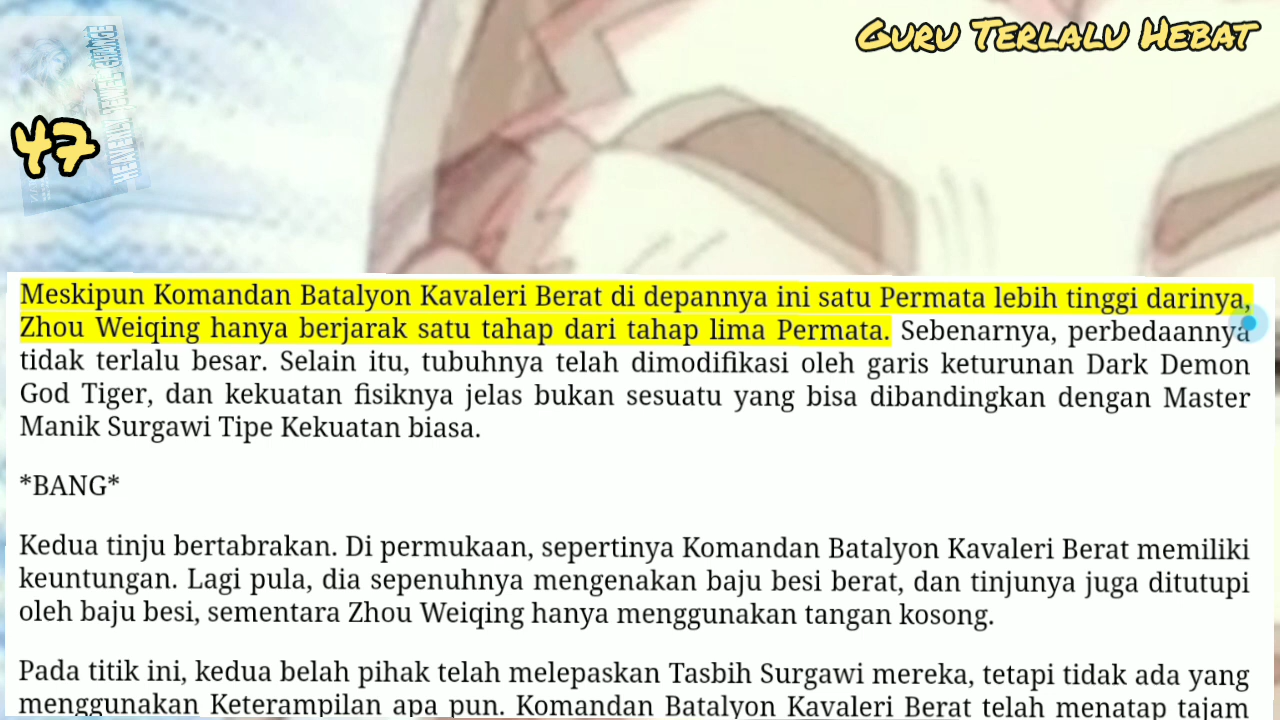 Guru Terlalu Hebat
47
HEAVENLY JEWEL CHANGE
Meskipun Komandan Batalyon Kavaleri Berat di depannya ini satu Permata lebih tinggi darinya,
Zhou Weiqing hanya berjarak satu tahap dari tahap lima Permata. Sebenarnya, perbedaannya
tidak terlalu besar. Selain itu, tubuhnya telah dimodifikasi oleh garis keturunan Dark Demon
God Tiger, dan kekuatan fisiknya jelas bukan sesuatu yang bisa dibandingkan dengan Master
Manik Surgawi Tipe Kekuatan biasa.
*BANG*
Kedua tinju bertabrakan. Di permukaan, sepertinya Komandan Batalyon Kavaleri Berat memiliki
keuntungan. Lagi pula, dia sepenuhnya mengenakan baju besi berat, dan tinjunya juga ditutupi
oleh baju besi, sementara Zhou Weiqing hanya menggunakan tangan kosong.
Pada titik ini, kedua belah pihak telah melepaskan Tasbih Surgawi mereka, tetapi tidak ada yang
menggunakan Keterampilan apa pun. Komandan Batalyon Kavaleri Berat telah menatap tajam